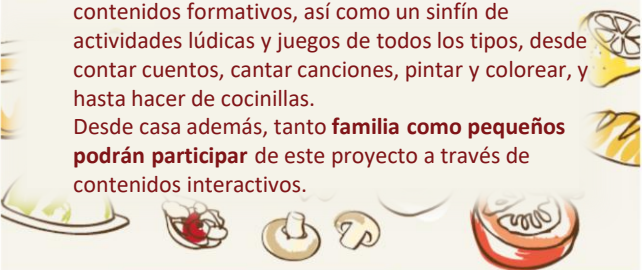 contenidos formativos, así como un sinfín de
actividades lúdicas y juegos de todos los tipos, desde
contar cuentos, cantar canciones, pintar y colorear, y
hasta hacer de cocinillas.
Desde casa además, tanto familia como pequeños
podrán participar de este proyecto a través de
contenidos interactivos.